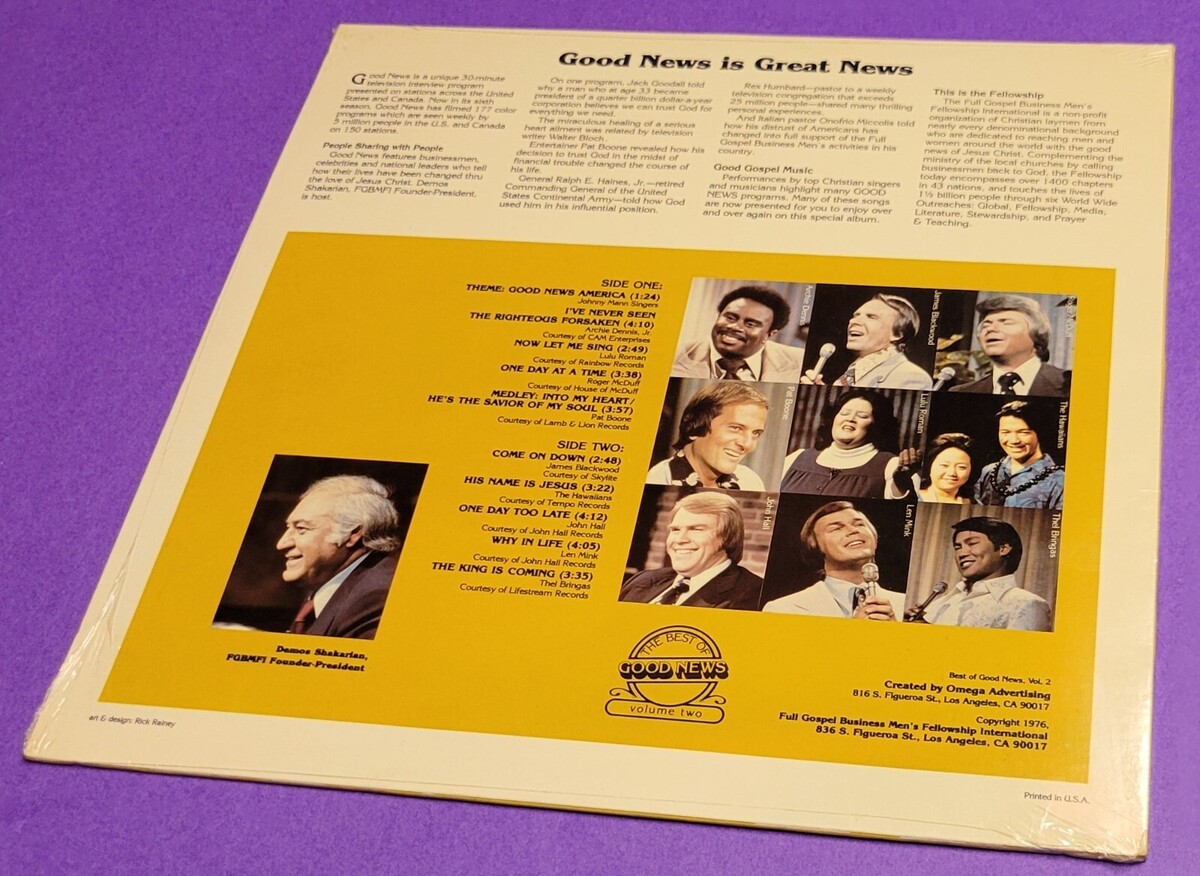 Good News is Great News
Good News is a unique 30-minute
television interview program
presented on stations across the United
States and Canada. Now in its sixth
season, Good News has filmed 177 color
programs which are seen weekly by
5 million people in the U.S. and Canada
on 150 stations.
People Sharing with People
Good News features businessmen,
celebrities and national leaders who tell
how their lives have been changed thru
the love of Jesus Christ. Demos
Shakarian, FGBMFI Founder-President,
is host.
On one program, Jack Goodall told
why a man who at age 33 became
president of a quarter billion dollar-a-year
corporation believes we can trust God for
everything we need.
The miraculous healing of a serious
heart ailment was related by television
writer Walter Bloch.
Entertainer Pat Boone revealed how his
decision to trust God in the midst of
financial trouble changed the course of
his life.
General Ralph E. Haines, Jr.—retired
Commanding General of the United
States Continental Army—told how God
used him in his influential position.
Rex Humbard—pastor to a weekly
television congregation that exceeds
25 million people—shared many thrilling
personal experiences.
And Italian pastor Onofrio Miccolis told
how his distrust of Americans has
changed into full support of the Full
Gospel Business Men's activities in his
country.
Good Gospel Music
Performances by top Christian singers
and musicians highlight many GOOD
NEWS programs. Many of these songs
are now presented for you to enjoy over
and over again on this special album.
This is the Fellowship
The Full Gospel Business Men's
Fellowship International is a non-profit
organization of Christian laymen from
nearly every denominational background
who are dedicated to reaching men and
women around the world with the good
news of Jesus Christ. Complementing the
ministry of the local churches by calling
businessmen back to God, the Fellowship
today encompasses over 1400 chapters
in 43 nations, and touches the lives of
1½ billion people through six World Wide
Outreaches: Global, Fellowship, Media,
Literature, Stewardship, and Prayer
& Teaching.
SIDE ONE:
THEME: GOOD NEWS AMERICA (1:24)
Johnny Mann Singers
I'VE NEVER SEEN
THE RIGHTEOUS FORSAKEN (4:10)
Archie Dennis, Jr.
Courtesy of CAM Enterprises
NOW LET ME SING (2:49)
Lulu Roman
Courtesy of Rainbow Records
ONE DAY AT A TIME (3:38)
Roger McDuff
Courtesy of House of McDuff
MEDLEY: INTO MY HEART/
HE'S THE SAVIOR OF MY SOUL (3:57)
Pat Boone
Courtesy of Lamb & Lion Records
SIDE TWO:
COME ON DOWN (2:48)
James Blackwood
Courtesy of Skylite
HIS NAME IS JESUS (3:22)
The Hawaiians
Courtesy of Tempo Records
ONE DAY TOO LATE (4:12)
John Hall
Courtesy of John Hall Records
WHY IN LIFE (4:05)
Len Mink
Courtesy of John Hall Records
THE KING IS COMING (3:35)
Thel Bringas
Courtesy of Lifestream Records
Archie Dennis
James Blackwood
Pat Boone
Lulu Roman
The Hawaiians
John Hall
Len Mink
Thel Bringas
Demos Shakarian,
FGBMFI Founder-President
THE BEST OF
GOOD NEWS
volume two
Best of Good News, Vol. 2
Created by Omega Advertising
816 S. Figueroa St., Los Angeles, CA 90017
Copyright 1976,
Full Gospel Business Men's Fellowship International
836 S. Figueroa St., Los Angeles, CA 90017
art & design: Rick Rainey
Printed in U.S.A.